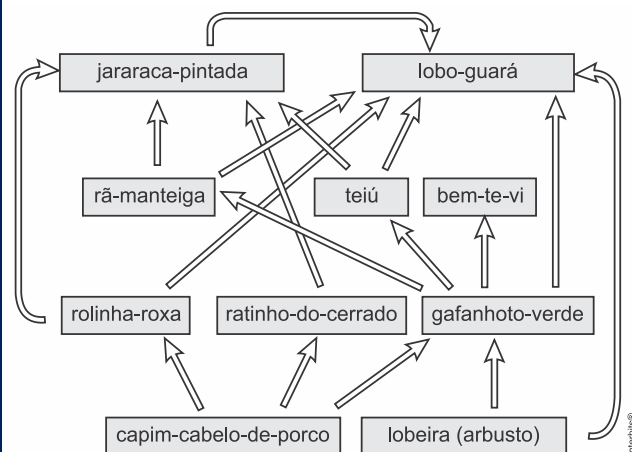 jararaca-pintada lobo-guará
rã-manteiga teiú bem-te-vi
rolinha-roxa ratinho-do-cerrado gafanhoto-verde
capim-cabelo-de-porco lobeira (arbusto)